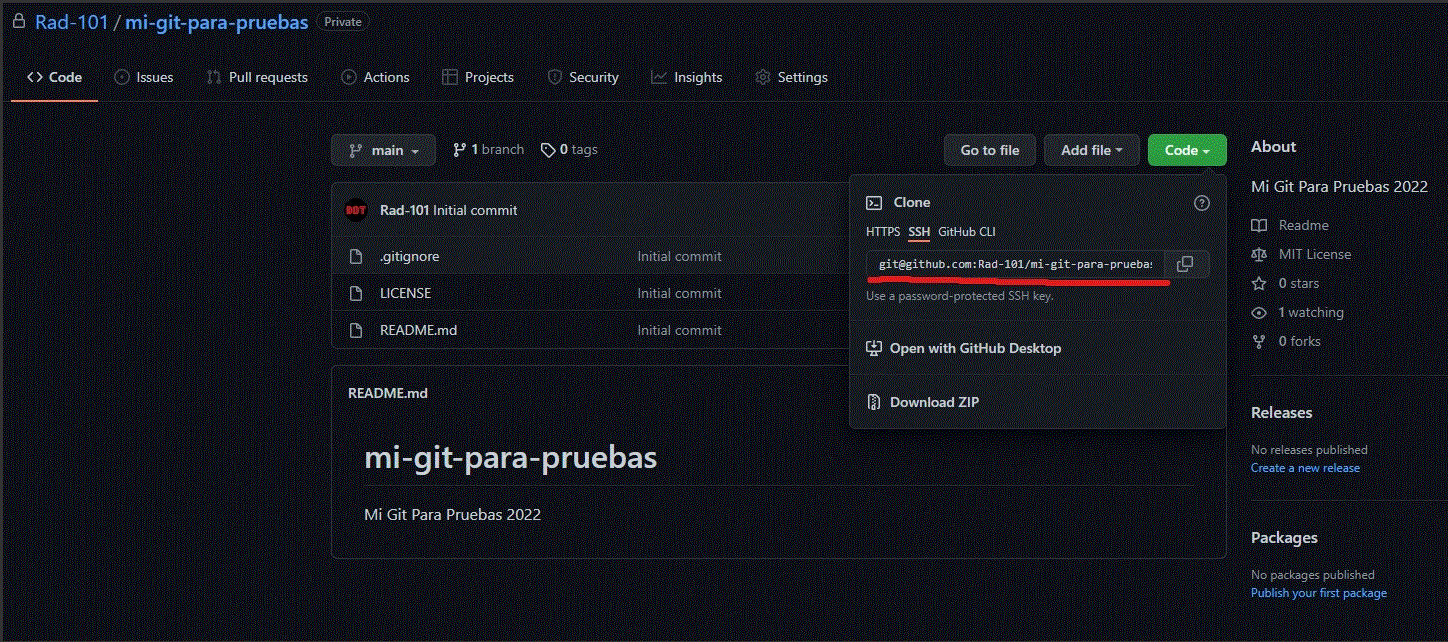 Rad-101 / mi-git-para-pruebas Private
Code Issues Pull requests Actions Projects Security Insights Settings
main 1 branch 0 tags Go to file Add file Code
Rad-101 Initial commit
.gitignore Initial commit
LICENSE Initial commit
README.md Initial commit
Clone
HTTPS SSH GitHub CLI
git@github.com:Rad-101/mi-git-para-pruebas
Use a password-protected SSH key.
Open with GitHub Desktop
Download ZIP
README.md
mi-git-para-pruebas
Mi Git Para Pruebas 2022
About
Mi Git Para Pruebas 2022
Readme
MIT License
0 stars
1 watching
0 forks
Releases
No releases published
Create a new release
Packages
No packages published
Publish your first package